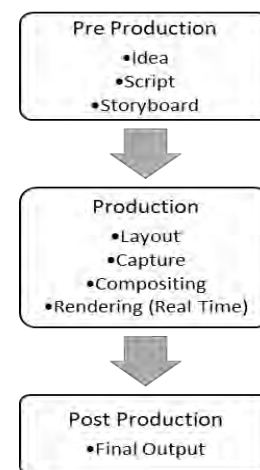 Pre Production
•Idea
•Script
•Storyboard
Production
•Layout
•Capture
•Compositing
•Rendering (Real Time)
Post Production
•Final Output